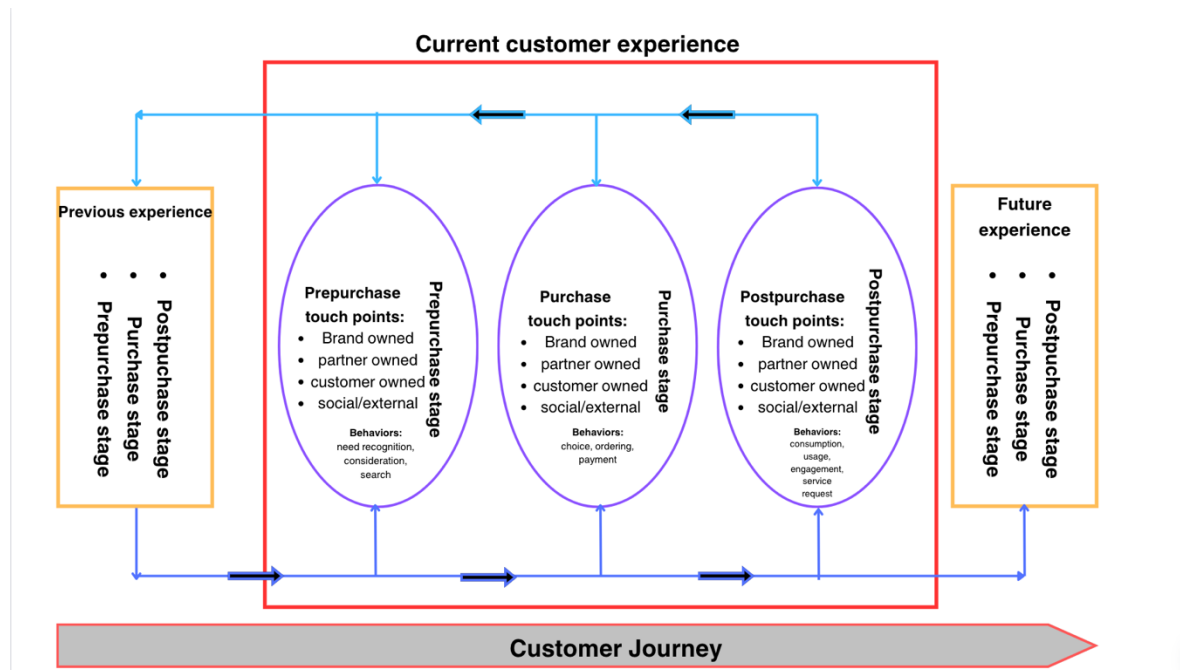 Current customer experience
Previous experience
• Postpuchase stage
• Purchase stage
• Prepurchase stage
Prepurchase
touch points:
• Brand owned
• partner owned
• customer owned
• social/external
Behaviors:
need recognition,
consideration,
search
Prepurchase stage
Purchase
touch points:
• Brand owned
• partner owned
• customer owned
• social/external
Behaviors:
choice, ordering,
payment
Purchase stage
Postpurchase
touch points:
• Brand owned
• partner owned
• customer owned
• social/external
Behaviors:
consumption,
usage,
engagement,
service
request
Postpurchase stage
Future
experience
• Postpuchase stage
• Purchase stage
• Prepurchase stage
Customer Journey